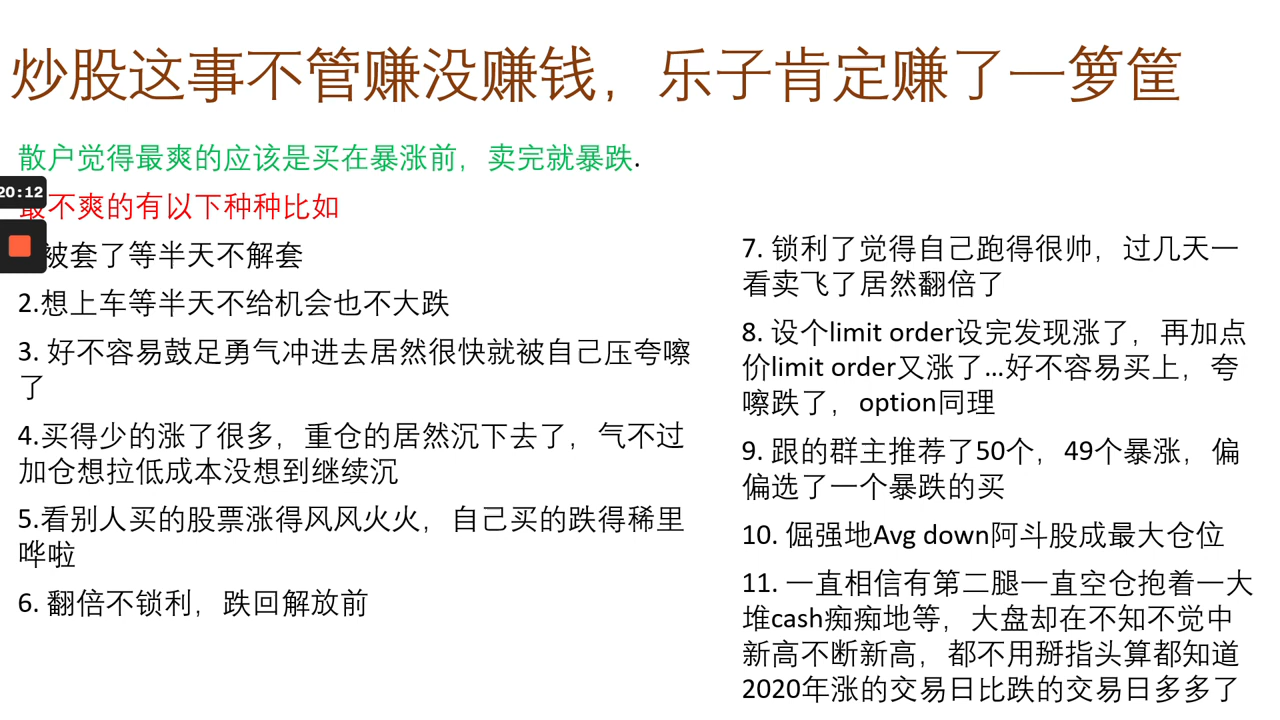 炒股这事不管赚没赚钱，乐子肯定赚了一箩筐
散户觉得最爽的应该是买在暴涨前，卖完就暴跌.
20:12
最不爽的有以下种种比如
被套了等半天不解套
2.想上车等半天不给机会也不大跌
3. 好不容易鼓足勇气冲进去居然很快就被自己压夸嚓
了
4.买得少的涨了很多，重仓的居然沉下去了，气不过
加仓想拉低成本没想到继续沉
5.看别人买的股票涨得风风火火，自己买的跌得稀里
哗啦
6. 翻倍不锁利，跌回解放前
7. 锁利了觉得自己跑得很帅，过几天一
看卖飞了居然翻倍了
8. 设个limit order设完发现涨了，再加点
价limit order又涨了…好不容易买上，夸
嚓跌了，option同理
9. 跟的群主推荐了50个，49个暴涨，偏
偏选了一个暴跌的买
10. 倔强地Avg down阿斗股成最大仓位
11. 一直相信有第二腿一直空仓抱着一大
堆cash痴痴地等，大盘却在不知不觉中
新高不断新高，都不用掰指头算都知道
2020年涨的交易日比跌的交易日多多了